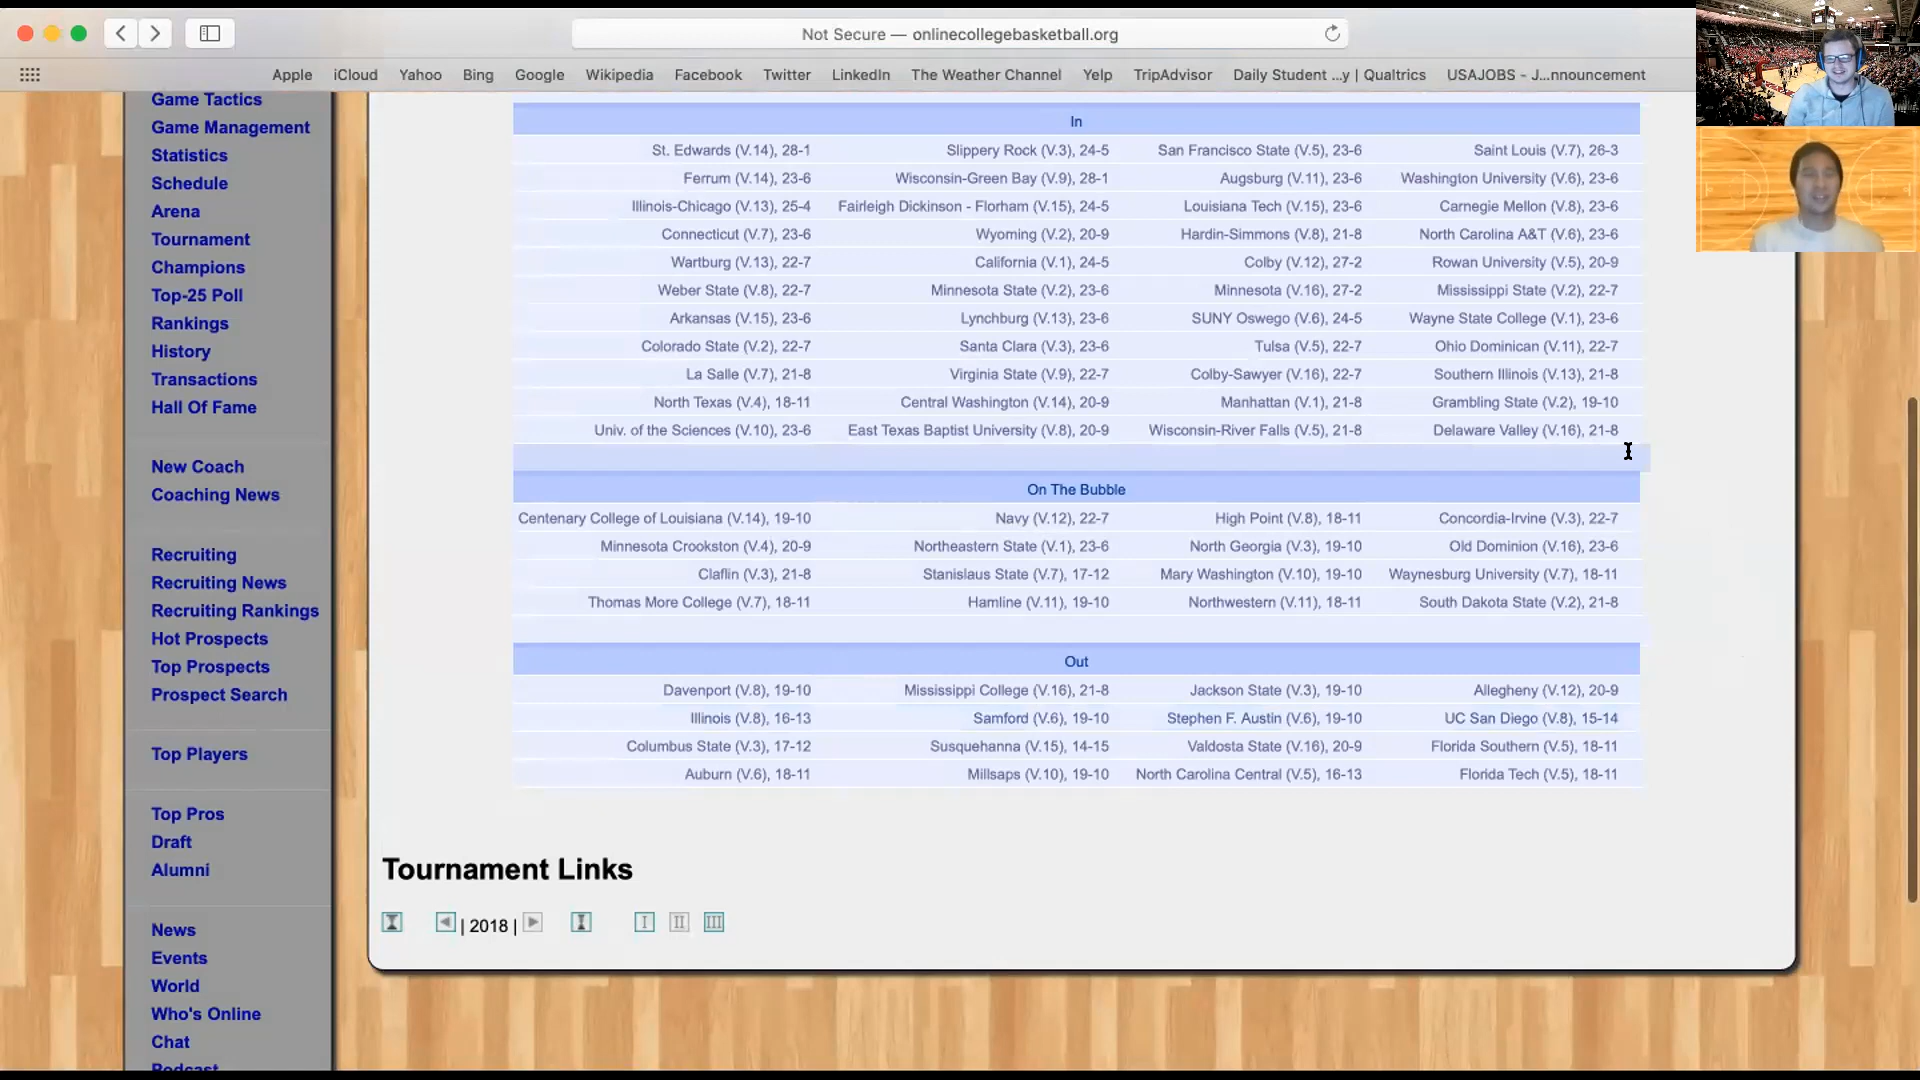 Not Secure — onlinecollegebasketball.org
Apple iCloud Yahoo Bing Google Wikipedia Facebook Twitter LinkedIn The Weather Channel Yelp TripAdvisor Daily Student ...y | Qualtrics USAJOBS - J...nnouncement
Game Tactics
Game Management
Statistics
Schedule
Arena
Tournament
Champions
Top-25 Poll
Rankings
History
Transactions
Hall Of Fame
New Coach
Coaching News
Recruiting
Recruiting News
Recruiting Rankings
Hot Prospects
Top Prospects
Prospect Search
Top Players
Top Pros
Draft
Alumni
News
Events
World
Who's Online
Chat
Podcast
In
St. Edwards (V.14), 28-1 Slippery Rock (V.3), 24-5 San Francisco State (V.5), 23-6 Saint Louis (V.7), 26-3
Ferrum (V.14), 23-6 Wisconsin-Green Bay (V.9), 28-1 Augsburg (V.11), 23-6 Washington University (V.6), 23-6
Illinois-Chicago (V.13), 25-4 Fairleigh Dickinson - Florham (V.15), 24-5 Louisiana Tech (V.15), 23-6 Carnegie Mellon (V.8), 23-6
Connecticut (V.7), 23-6 Wyoming (V.2), 20-9 Hardin-Simmons (V.8), 21-8 North Carolina A&T (V.6), 23-6
Wartburg (V.13), 22-7 California (V.1), 24-5 Colby (V.12), 27-2 Rowan University (V.5), 20-9
Weber State (V.8), 22-7 Minnesota State (V.2), 23-6 Minnesota (V.16), 27-2 Mississippi State (V.2), 22-7
Arkansas (V.15), 23-6 Lynchburg (V.13), 23-6 SUNY Oswego (V.6), 24-5 Wayne State College (V.1), 23-6
Colorado State (V.2), 22-7 Santa Clara (V.3), 23-6 Tulsa (V.5), 22-7 Ohio Dominican (V.11), 22-7
La Salle (V.7), 21-8 Virginia State (V.9), 22-7 Colby-Sawyer (V.16), 22-7 Southern Illinois (V.13), 21-8
North Texas (V.4), 18-11 Central Washington (V.14), 20-9 Manhattan (V.1), 21-8 Grambling State (V.2), 19-10
Univ. of the Sciences (V.10), 23-6 East Texas Baptist University (V.8), 20-9 Wisconsin-River Falls (V.5), 21-8 Delaware Valley (V.16), 21-8
On The Bubble
Centenary College of Louisiana (V.14), 19-10 Navy (V.12), 22-7 High Point (V.8), 18-11 Concordia-Irvine (V.3), 22-7
Minnesota Crookston (V.4), 20-9 Northeastern State (V.1), 23-6 North Georgia (V.3), 19-10 Old Dominion (V.16), 23-6
Claflin (V.3), 21-8 Stanislaus State (V.7), 17-12 Mary Washington (V.10), 19-10 Waynesburg University (V.7), 18-11
Thomas More College (V.7), 18-11 Hamline (V.11), 19-10 Northwestern (V.11), 18-11 South Dakota State (V.2), 21-8
Out
Davenport (V.8), 19-10 Mississippi College (V.16), 21-8 Jackson State (V.3), 19-10 Allegheny (V.12), 20-9
Illinois (V.8), 16-13 Samford (V.6), 19-10 Stephen F. Austin (V.6), 19-10 UC San Diego (V.8), 15-14
Columbus State (V.3), 17-12 Susquehanna (V.15), 14-15 Valdosta State (V.16), 20-9 Florida Southern (V.5), 18-11
Auburn (V.6), 18-11 Millsaps (V.10), 19-10 North Carolina Central (V.5), 16-13 Florida Tech (V.5), 18-11
Tournament Links
| 2018 | I II III